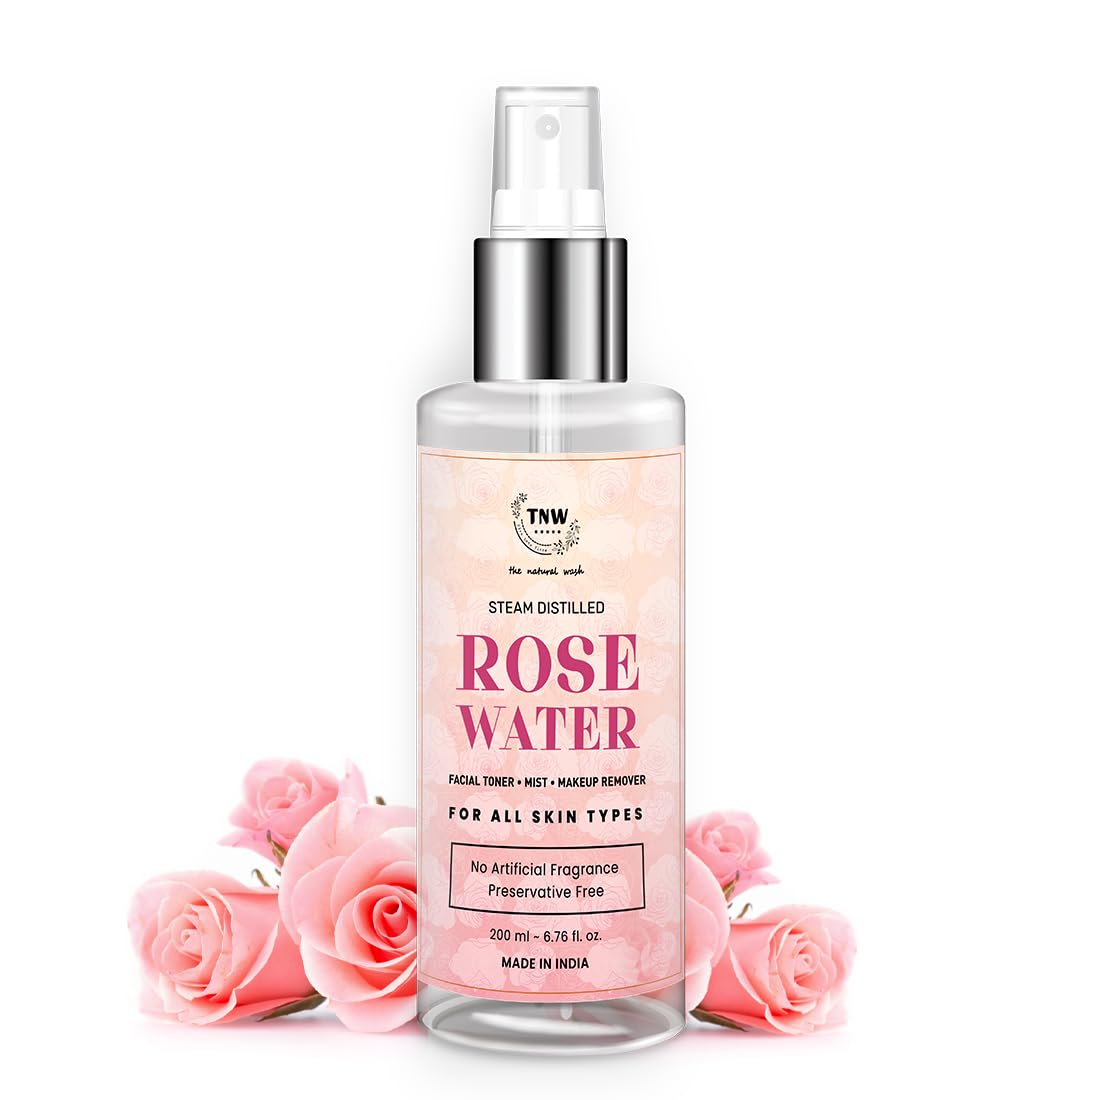 TNW
★★★★★
the natural wash
STEAM DISTILLED
ROSE
WATER
FACIAL TONER • MIST • MAKEUP REMOVER
FOR ALL SKIN TYPES
No Artificial Fragrance
Preservative Free
200 ml ~ 6.76 fl. oz.
MADE IN INDIA